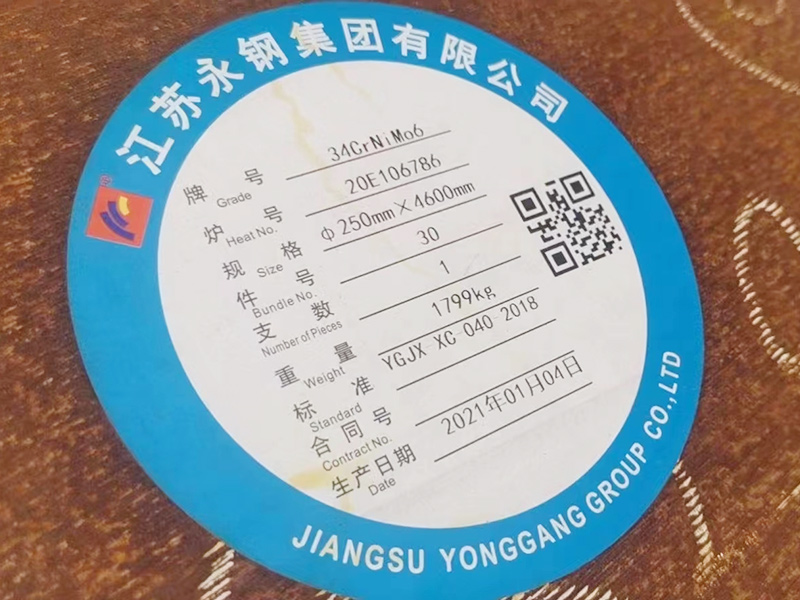 江苏永钢集团有限公司
牌号 Grade 34CrNiMo6
炉号 Heat No. 20E106786
规格 Size φ250mm×4600mm
件号 Bundle No. 30
支数 Number of Pieces 1
重量 Weight 1799kg
标准 Standard YGJX-XG-040-2018
合同号 Contract No.
生产日期 Date 2021年01月04日
JIANGSU YONGGANG GROUP CO.,LTD